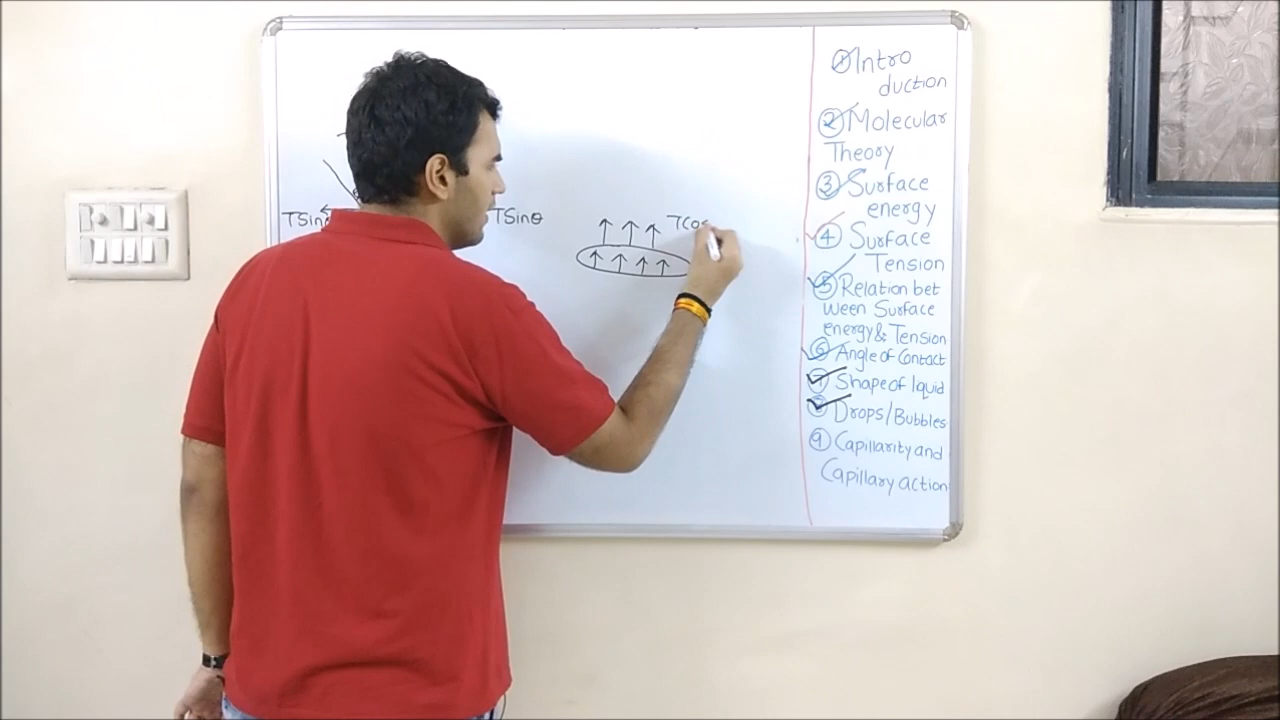 TSinθ
TSinθ
TCos
① Intro
duction
② Molecular
Theory
③ Surface
energy
④ Surface
Tension
⑤ Relation bet
ween Surface
energy & Tension
⑥ Angle of Contact
⑦ Shape of lquid
⑧ Drops/Bubbles
⑨ Capillarity and
Capillary action